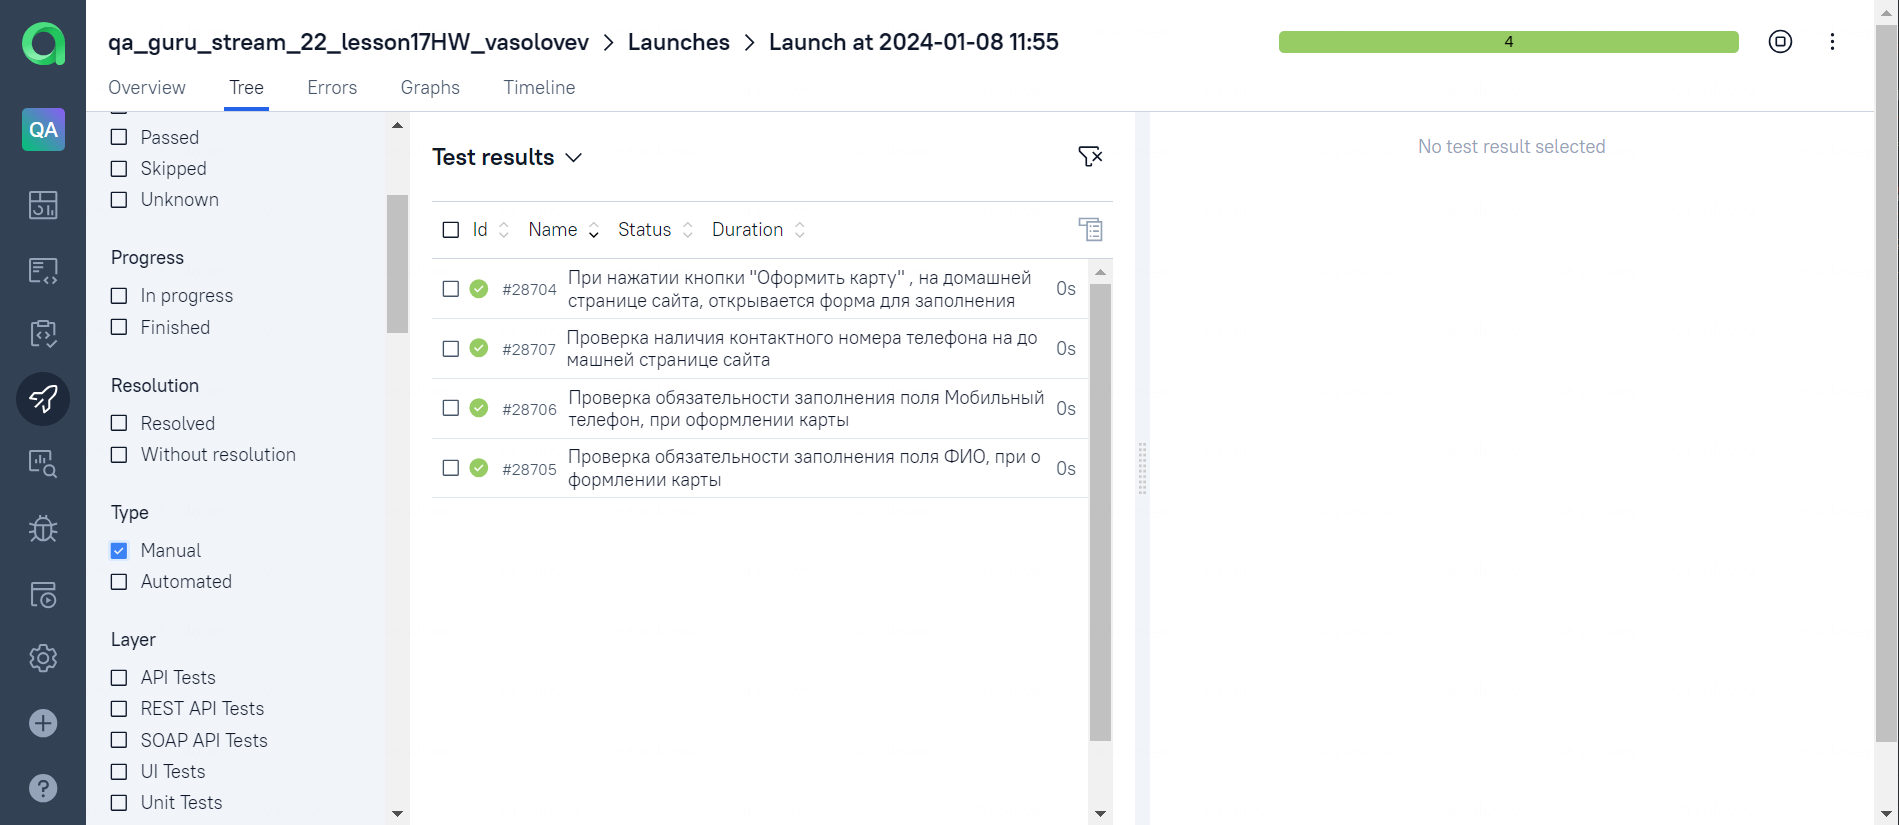 qa_guru_stream_22_lesson17HW_vasolovev > Launches > Launch at 2024-01-08 11:55
4
Overview Tree Errors Graphs Timeline
QA
Passed
Skipped
Unknown
Progress
In progress
Finished
Resolution
Resolved
Without resolution
Type
Manual
Automated
Layer
API Tests
REST API Tests
SOAP API Tests
UI Tests
Unit Tests
Test results
Id Name Status Duration
#28704 При нажатии кнопки "Оформить карту" , на домашней
странице сайта, открывается форма для заполнения 0s
#28707 Проверка наличия контактного номера телефона на до
машней странице сайта 0s
#28706 Проверка обязательности заполнения поля Мобильный
телефон, при оформлении карты 0s
#28705 Проверка обязательности заполнения поля ФИО, при о
формлении карты 0s
No test result selected